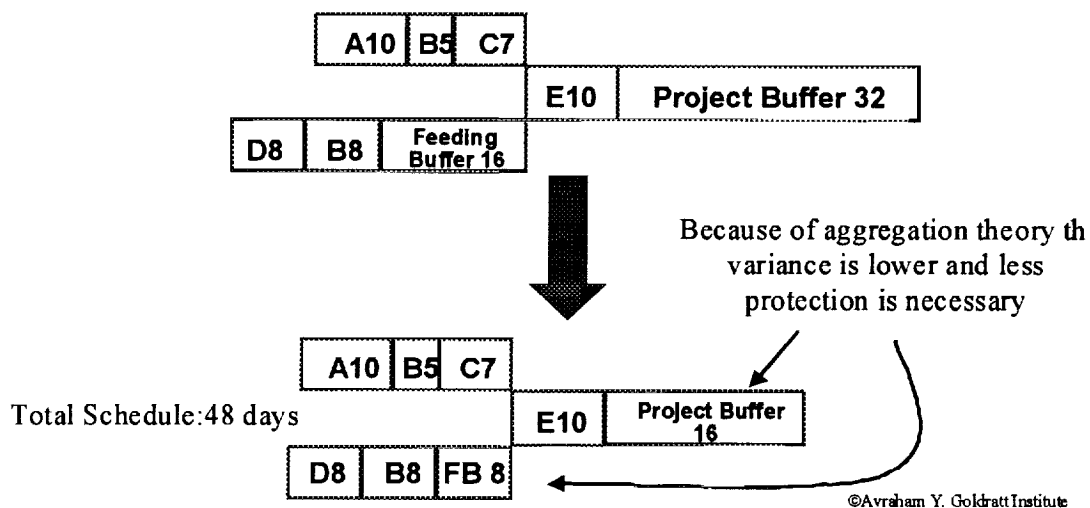 A10 B5 C7
E10 Project Buffer 32
D8 B8 Feeding
Buffer 16
Because of aggregation theory th
variance is lower and less
protection is necessary
A10 B5 C7
Total Schedule:48 days
E10 Project Buffer
16
D8 B8 FB 8
©Avraham Y. Goldratt Institute